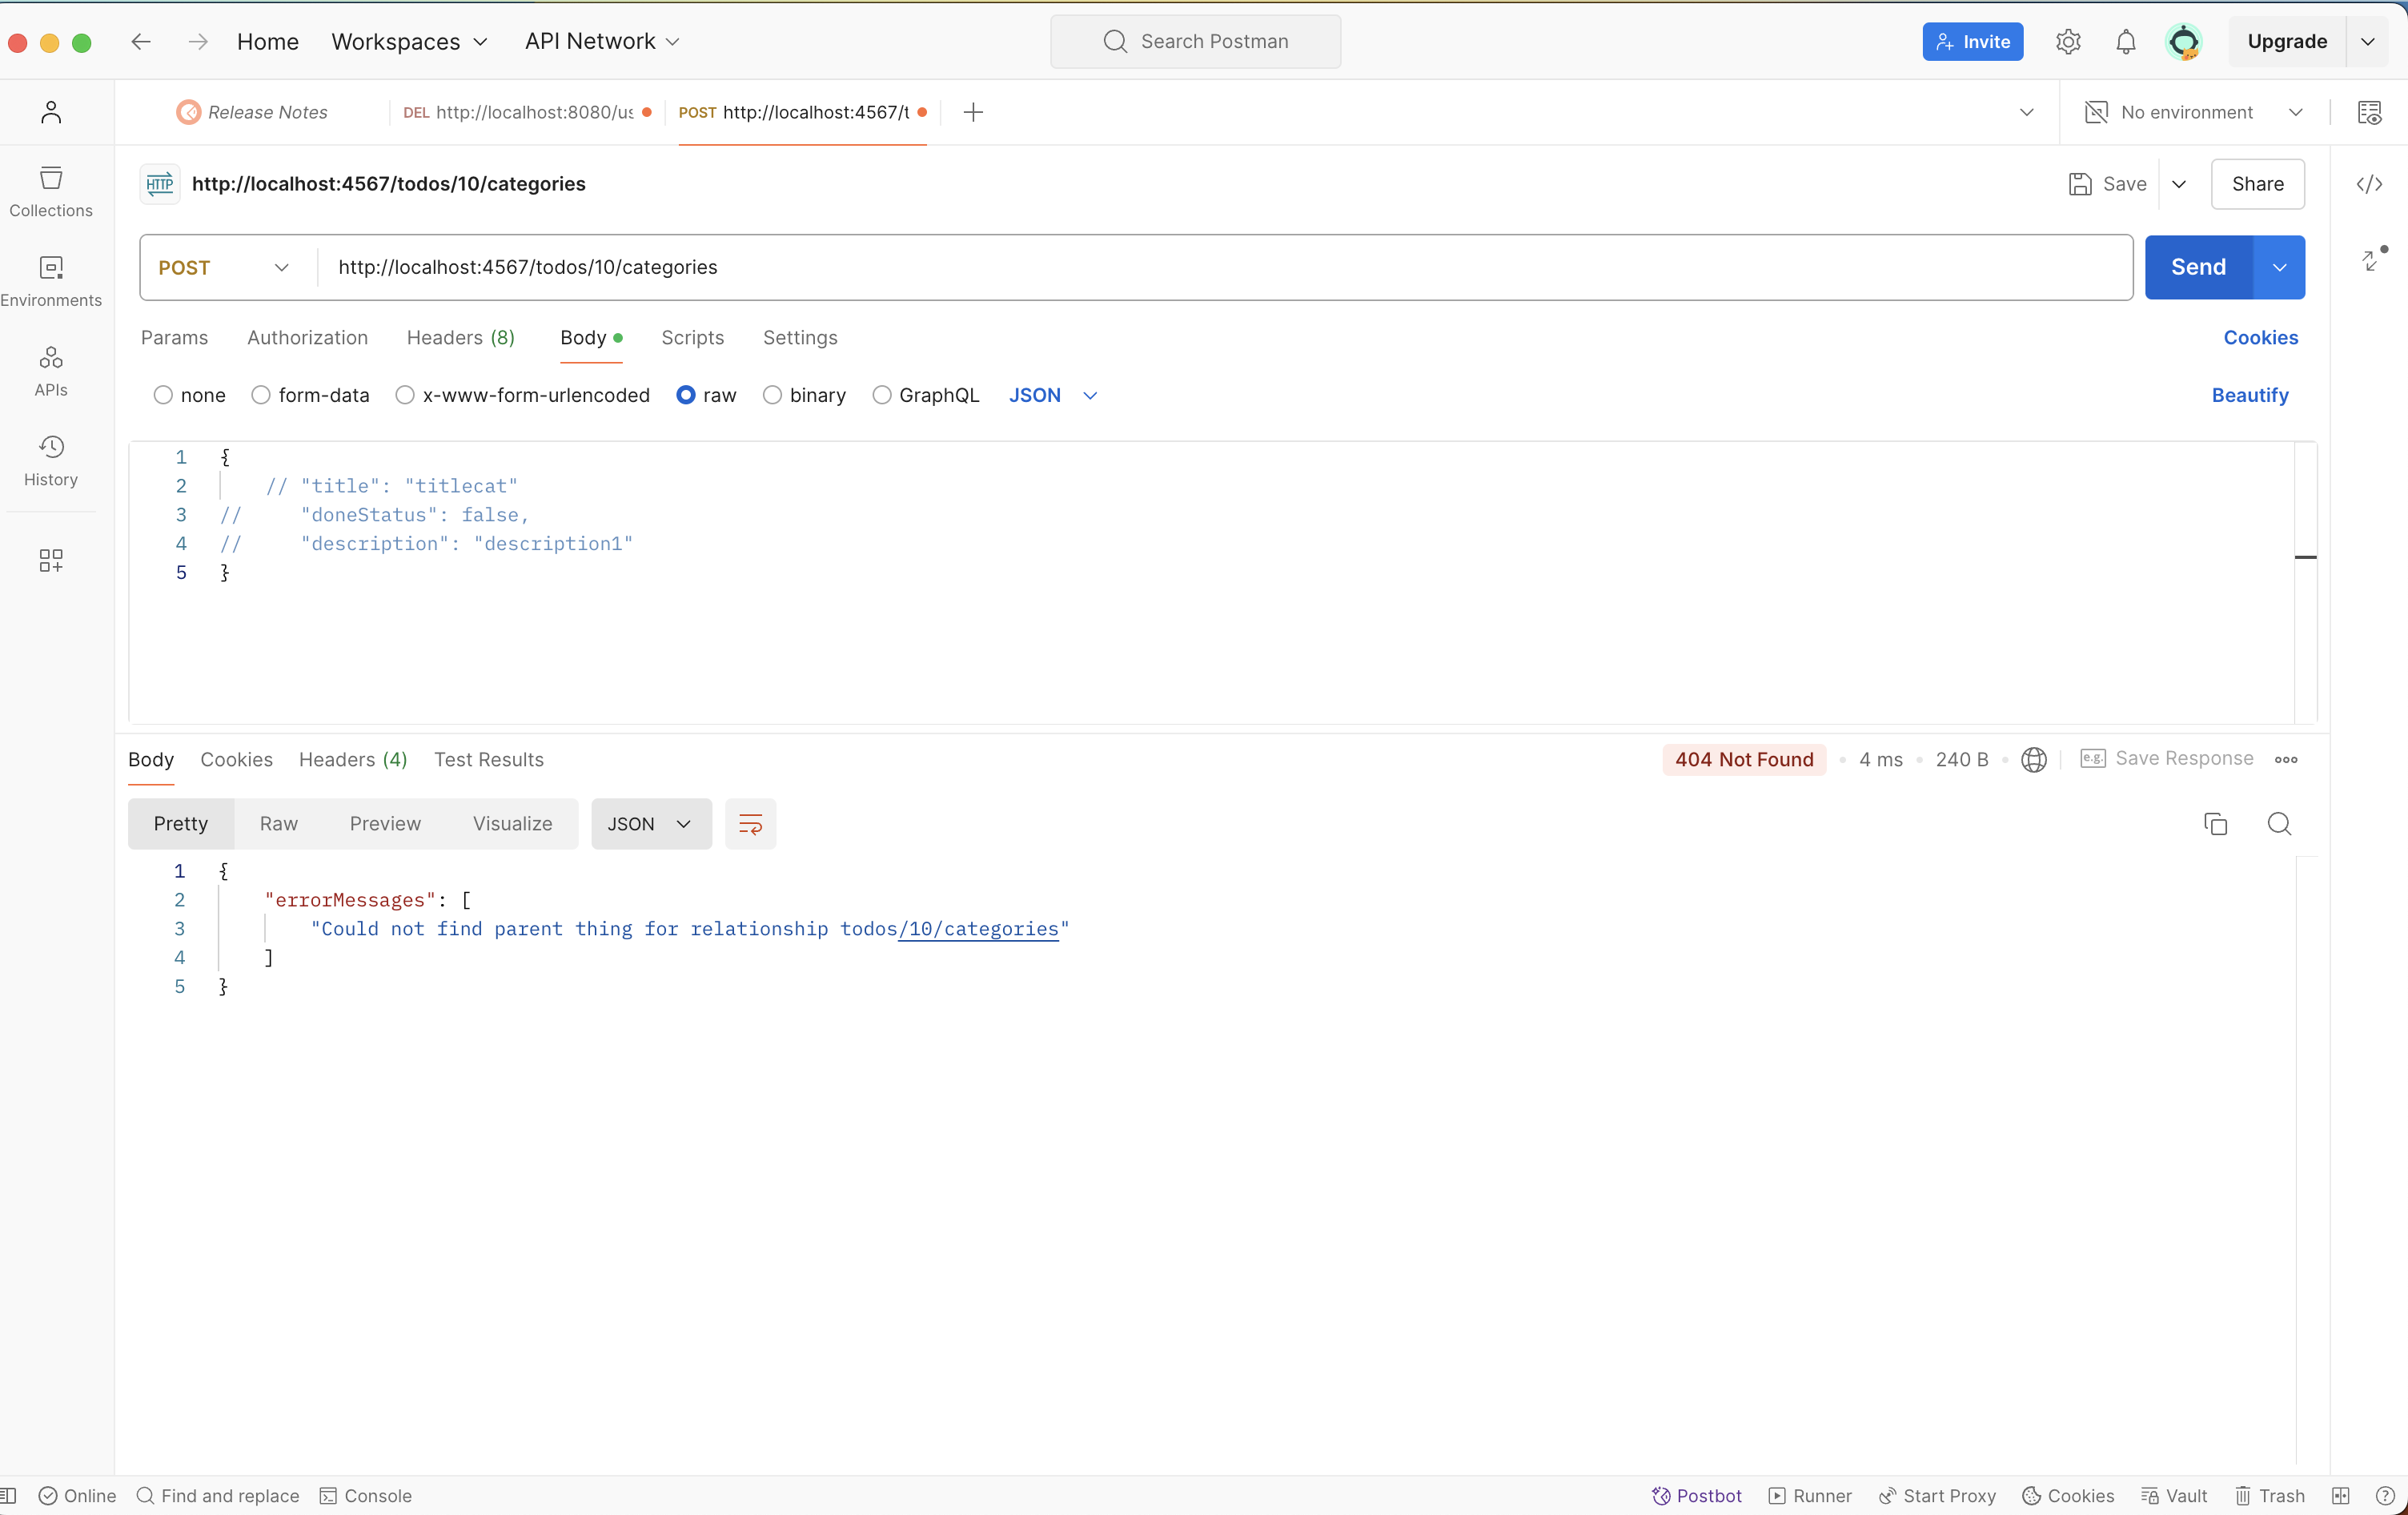 Home Workspaces API Network Search Postman Invite Upgrade
Release Notes DEL http://localhost:8080/us POST http://localhost:4567/t No environment
HTTP http://localhost:4567/todos/10/categories Save Share
POST http://localhost:4567/todos/10/categories Send
Params Authorization Headers (8) Body Scripts Settings Cookies
none form-data x-www-form-urlencoded raw binary GraphQL JSON Beautify
Collections
Environments
APIs
History
1 {
2 // "title": "titlecat"
3 // "doneStatus": false,
4 // "description": "description1"
5 }
Body Cookies Headers (4) Test Results 404 Not Found 4 ms 240 B e.g. Save Response
Pretty Raw Preview Visualize JSON
1 {
2 "errorMessages": [
3 "Could not find parent thing for relationship todos/10/categories"
4 ]
5 }
Online Find and replace Console Postbot Runner Start Proxy Cookies Vault Trash